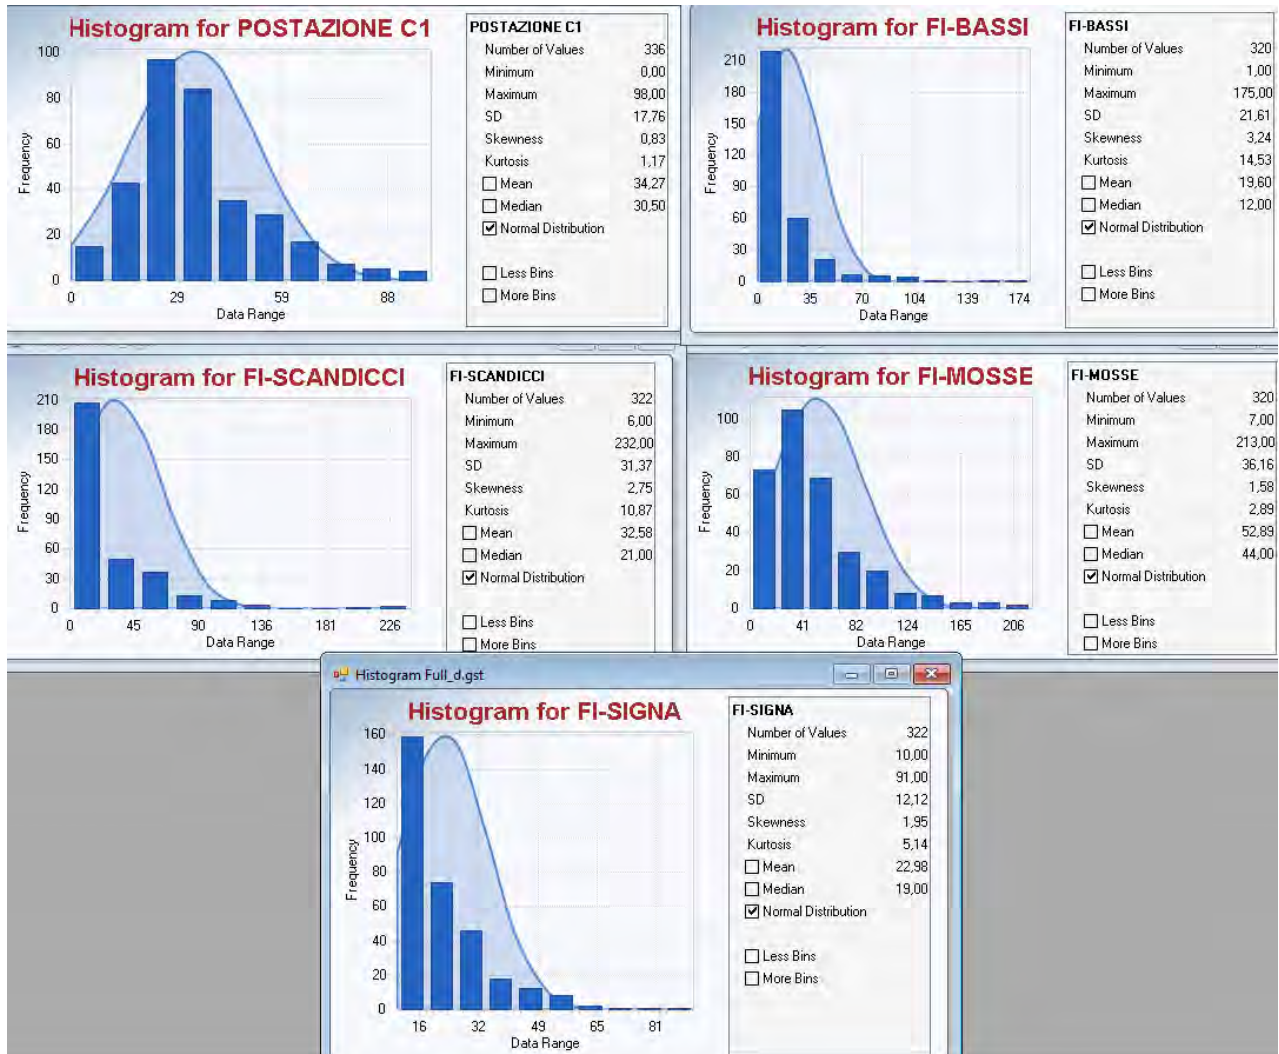 Histogram for POSTAZIONE C1
Frequency
100
80
60
40
20
0
0 29 59 88
Data Range
POSTAZIONE C1
Number of Values 336
Minimum 0,00
Maximum 98,00
SD 17,76
Skewness 0,83
Kurtosis 1,17
Mean 34,27
Median 30,50
Normal Distribution
Less Bins
More Bins
Histogram for FI-BASSI
Frequency
210
180
150
120
90
60
30
0
0 35 70 104 139 174
Data Range
FI-BASSI
Number of Values 320
Minimum 1,00
Maximum 175,00
SD 21,61
Skewness 3,24
Kurtosis 14,53
Mean 19,60
Median 12,00
Normal Distribution
Less Bins
More Bins
Histogram for FI-SCANDICCI
Frequency
210
180
150
120
90
60
30
0
0 45 90 136 181 226
Data Range
FI-SCANDICCI
Number of Values 322
Minimum 6,00
Maximum 232,00
SD 31,37
Skewness 2,75
Kurtosis 10,87
Mean 32,58
Median 21,00
Normal Distribution
Less Bins
More Bins
Histogram for FI-MOSSE
Frequency
100
80
60
40
20
0
0 41 82 124 165 206
Data Range
FI-MOSSE
Number of Values 320
Minimum 7,00
Maximum 213,00
SD 36,16
Skewness 1,58
Kurtosis 2,89
Mean 52,89
Median 44,00
Normal Distribution
Less Bins
More Bins
Histogram Full_d.gst
Histogram for FI-SIGNA
Frequency
160
140
120
100
80
60
40
20
0
16 32 49 65 81
Data Range
FI-SIGNA
Number of Values 322
Minimum 10,00
Maximum 91,00
SD 12,12
Skewness 1,95
Kurtosis 5,14
Mean 22,98
Median 19,00
Normal Distribution
Less Bins
More Bins